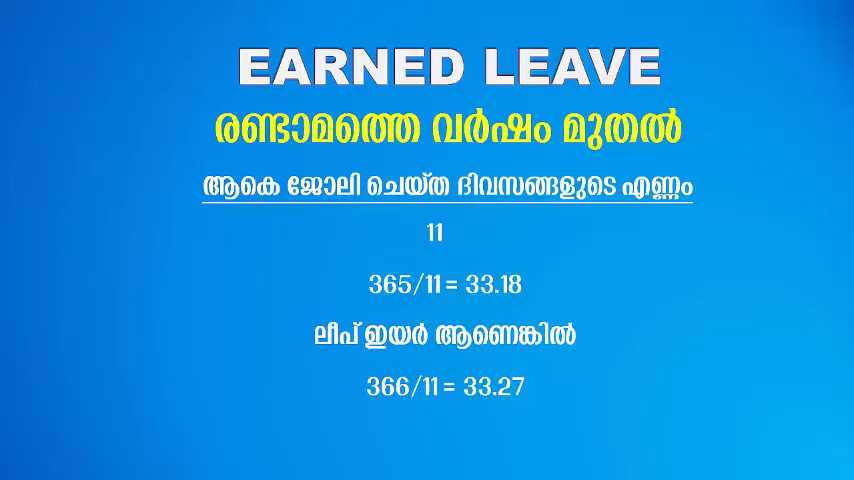 EARNED LEAVE
രണ്ടാമത്തെ വർഷം മുതൽ
ആകെ ജോലി ചെയ്ത ദിവസങ്ങളുടെ എണ്ണം
11
365/11 = 33.18
ലീപ് ഇയർ ആണെങ്കിൽ
366/11 = 33.27